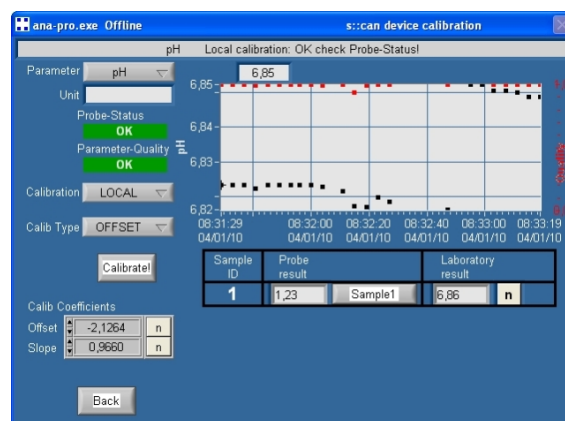 ana-pro.exe Offline s::can device calibration
pH Local calibration: OK check Probe-Status!
Parameter pH 6,85
Unit
Probe-Status
OK
Parameter-Quality
OK
Calibration LOCAL
Calib Type OFFSET
Calibrate!
Calib Coefficients
Offset -2,1264 n
Slope 0,9660 n
Back
6,85
6,84
6,83
6,82
pH
08:31:29 08:32:00 08:32:20 08:32:40 08:33:00 08:33:19
04/01/10 04/01/10 04/01/10 04/01/10 04/01/10 04/01/10
Sample Probe Laboratory
ID result result
1 1,23 Sample1 6,86 n